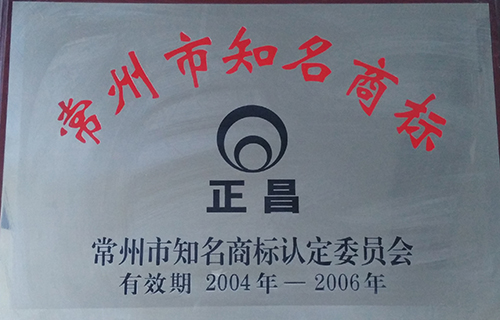 常州市知名商标
正昌
常州市知名商标认定委员会
有效期 2004年—2006年